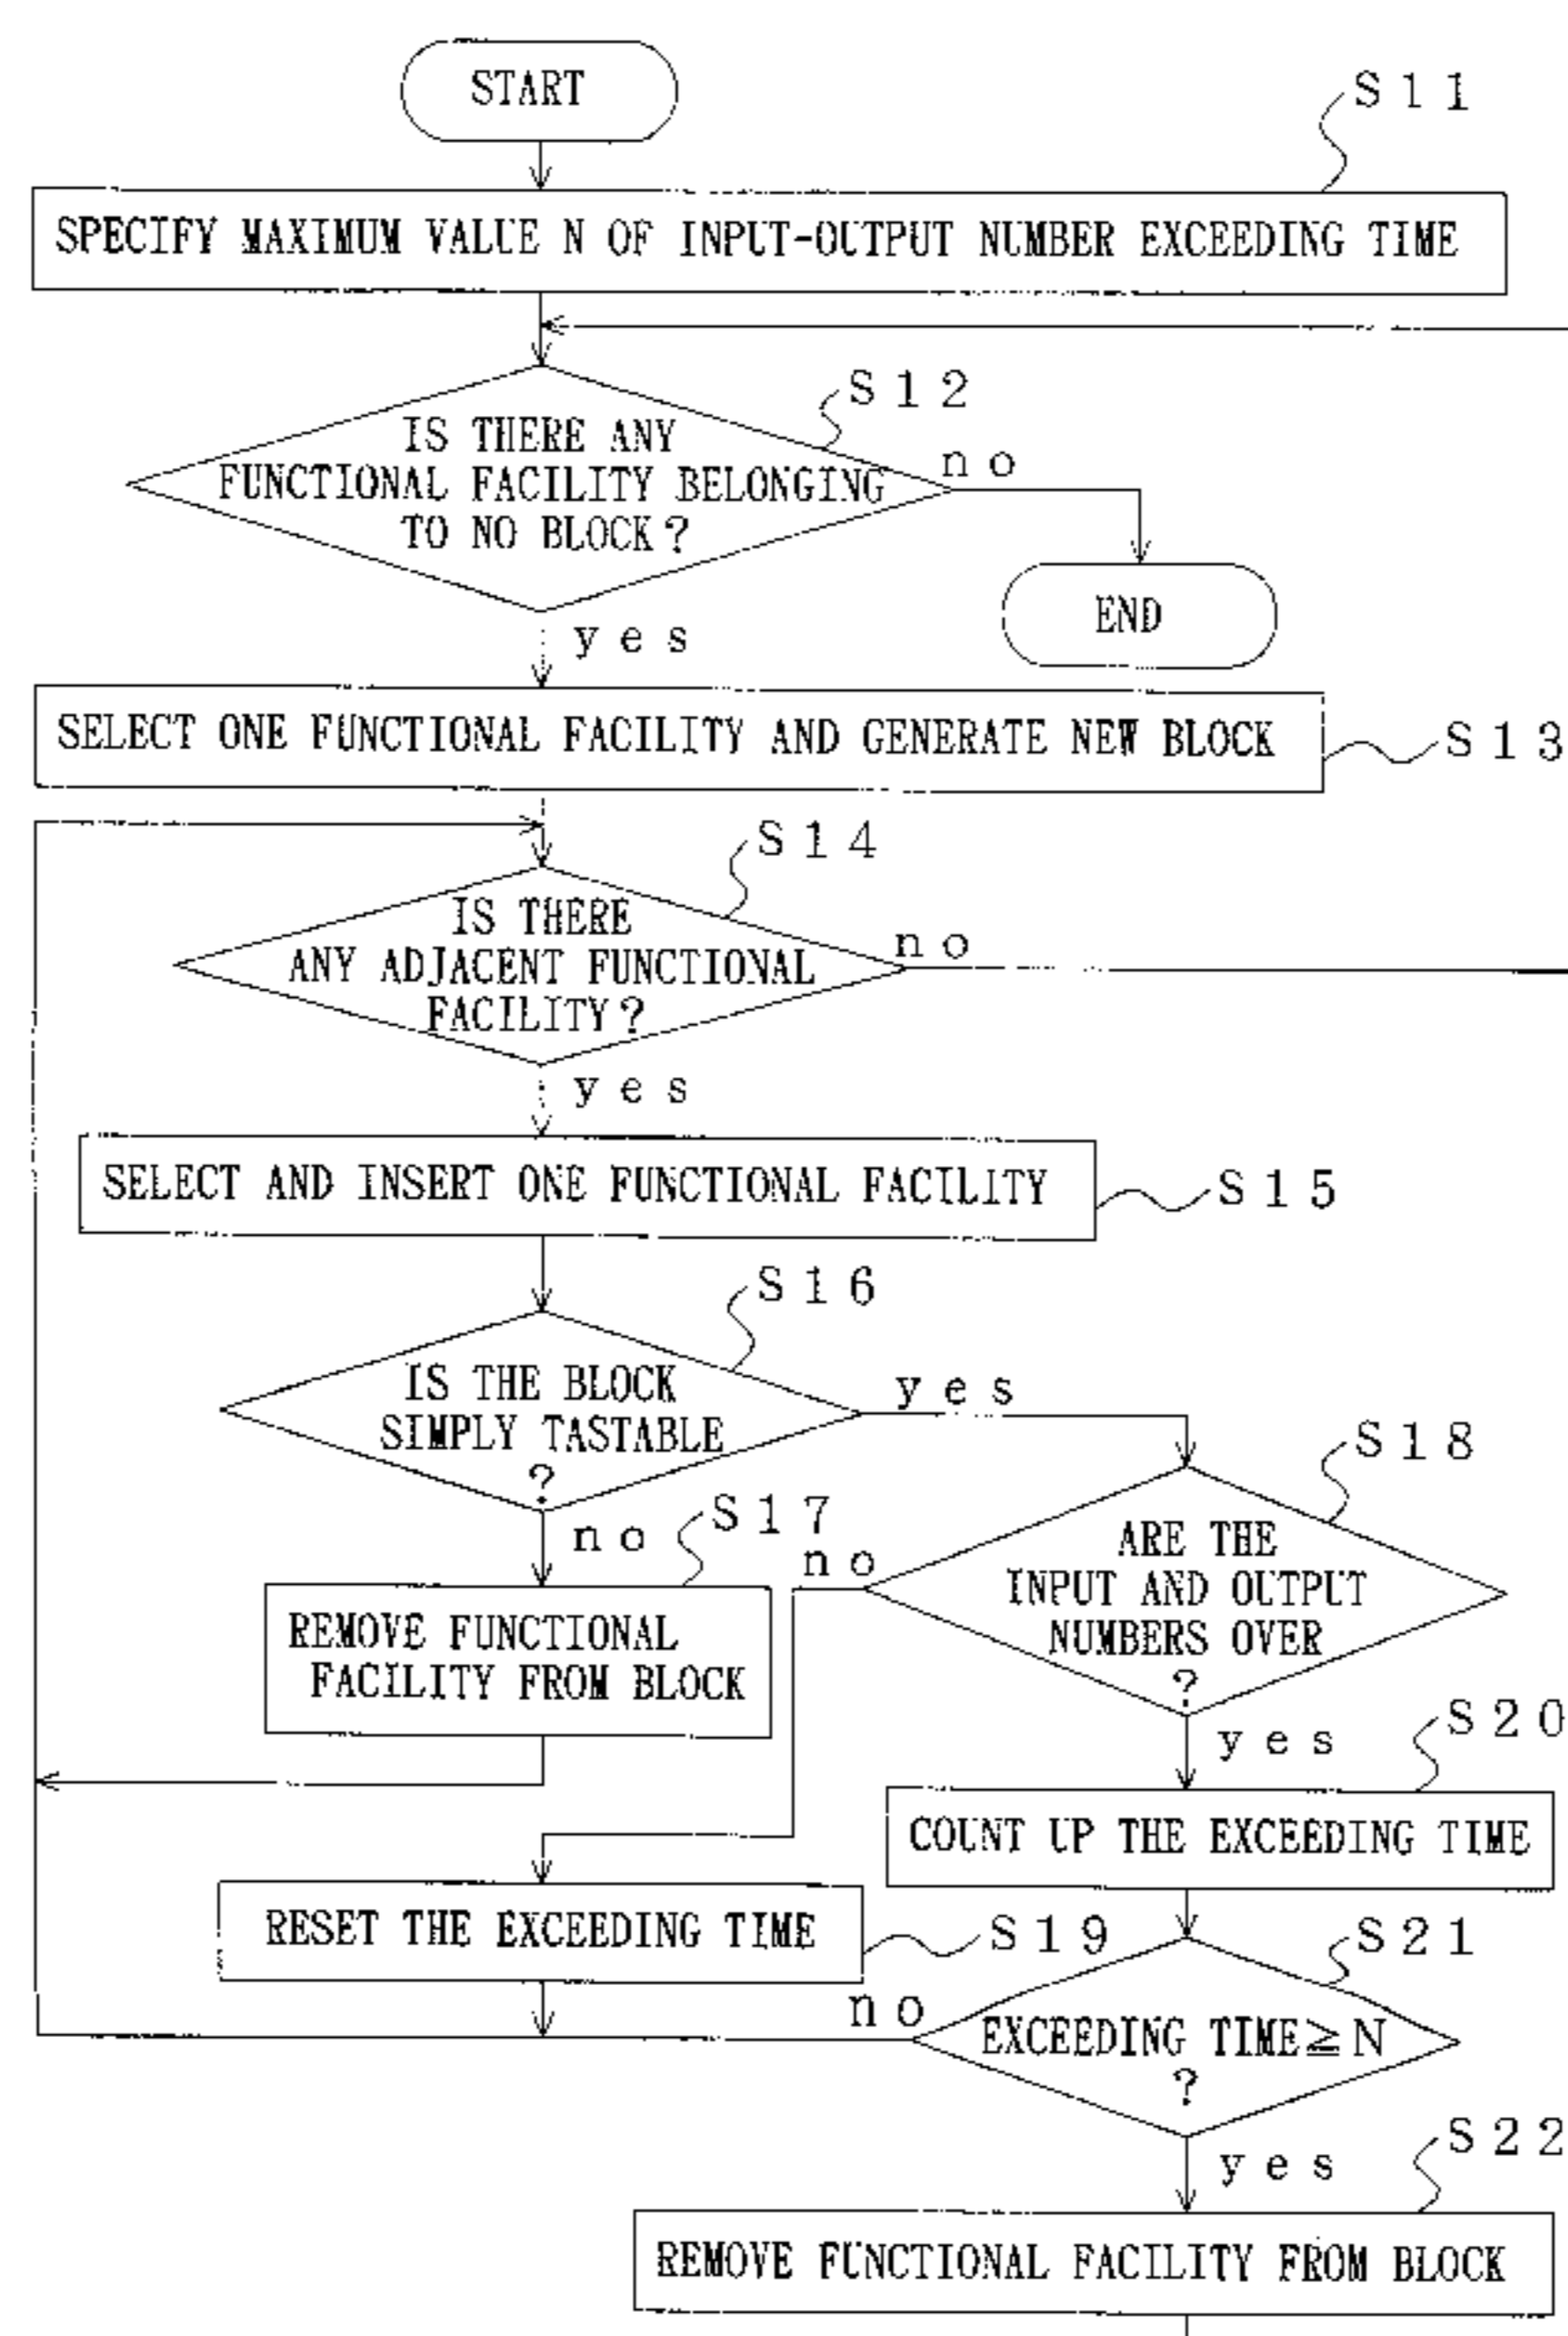 START
S11
SPECIFY MAXIMUM VALUE N OF INPUT-OUTPUT NUMBER EXCEEDING TIME
S12
IS THERE ANY
FUNCTIONAL FACILITY BELONGING
TO NO BLOCK?
no
END
yes
SELECT ONE FUNCTIONAL FACILITY AND GENERATE NEW BLOCK
S13
S14
IS THERE
ANY ADJACENT FUNCTIONAL
FACILITY?
no
yes
SELECT AND INSERT ONE FUNCTIONAL FACILITY
S15
S16
IS THE BLOCK
SIMPLY TASTABLE
?
yes
no
S17
REMOVE FUNCTIONAL
FACILITY FROM BLOCK
S18
ARE THE
INPUT AND OUTPUT
NUMBERS OVER
?
no
yes
S20
COUNT UP THE EXCEEDING TIME
RESET THE EXCEEDING TIME
S19
S21
EXCEEDING TIME≧N
?
no
yes
S22
REMOVE FUNCTIONAL FACILITY FROM BLOCK